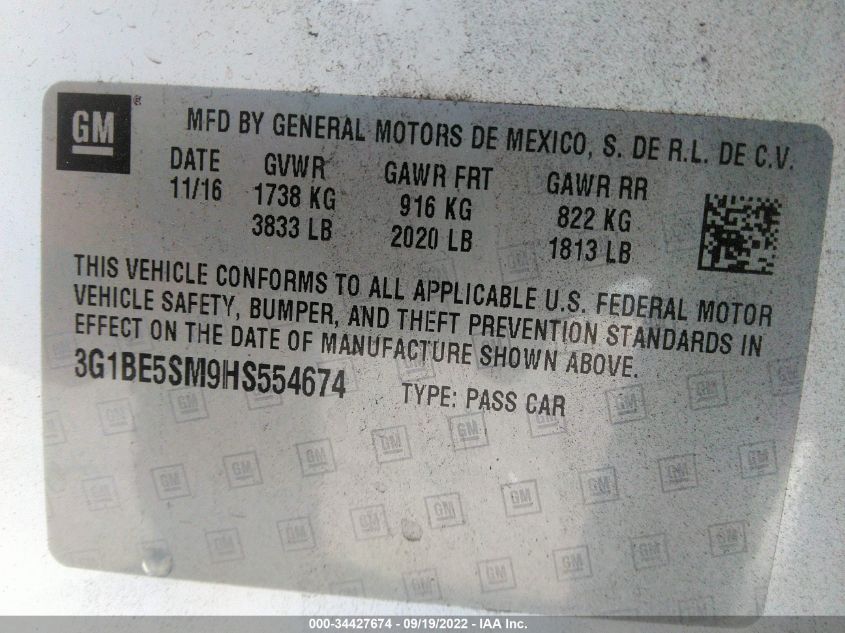 GM
MFD BY GENERAL MOTORS DE MEXICO, S. DE R.L. DE C.V.
DATE GVWR GAWR FRT GAWR RR
11/16 1738 KG 916 KG 822 KG
3833 LB 2020 LB 1813 LB
THIS VEHICLE CONFORMS TO ALL APPLICABLE U.S. FEDERAL MOTOR
VEHICLE SAFETY, BUMPER, AND THEFT PREVENTION STANDARDS IN
EFFECT ON THE DATE OF MANUFACTURE SHOWN ABOVE.
3G1BE5SM9HS554674 TYPE: PASS CAR
000-34427674 - 09/19/2022 - IAA Inc.